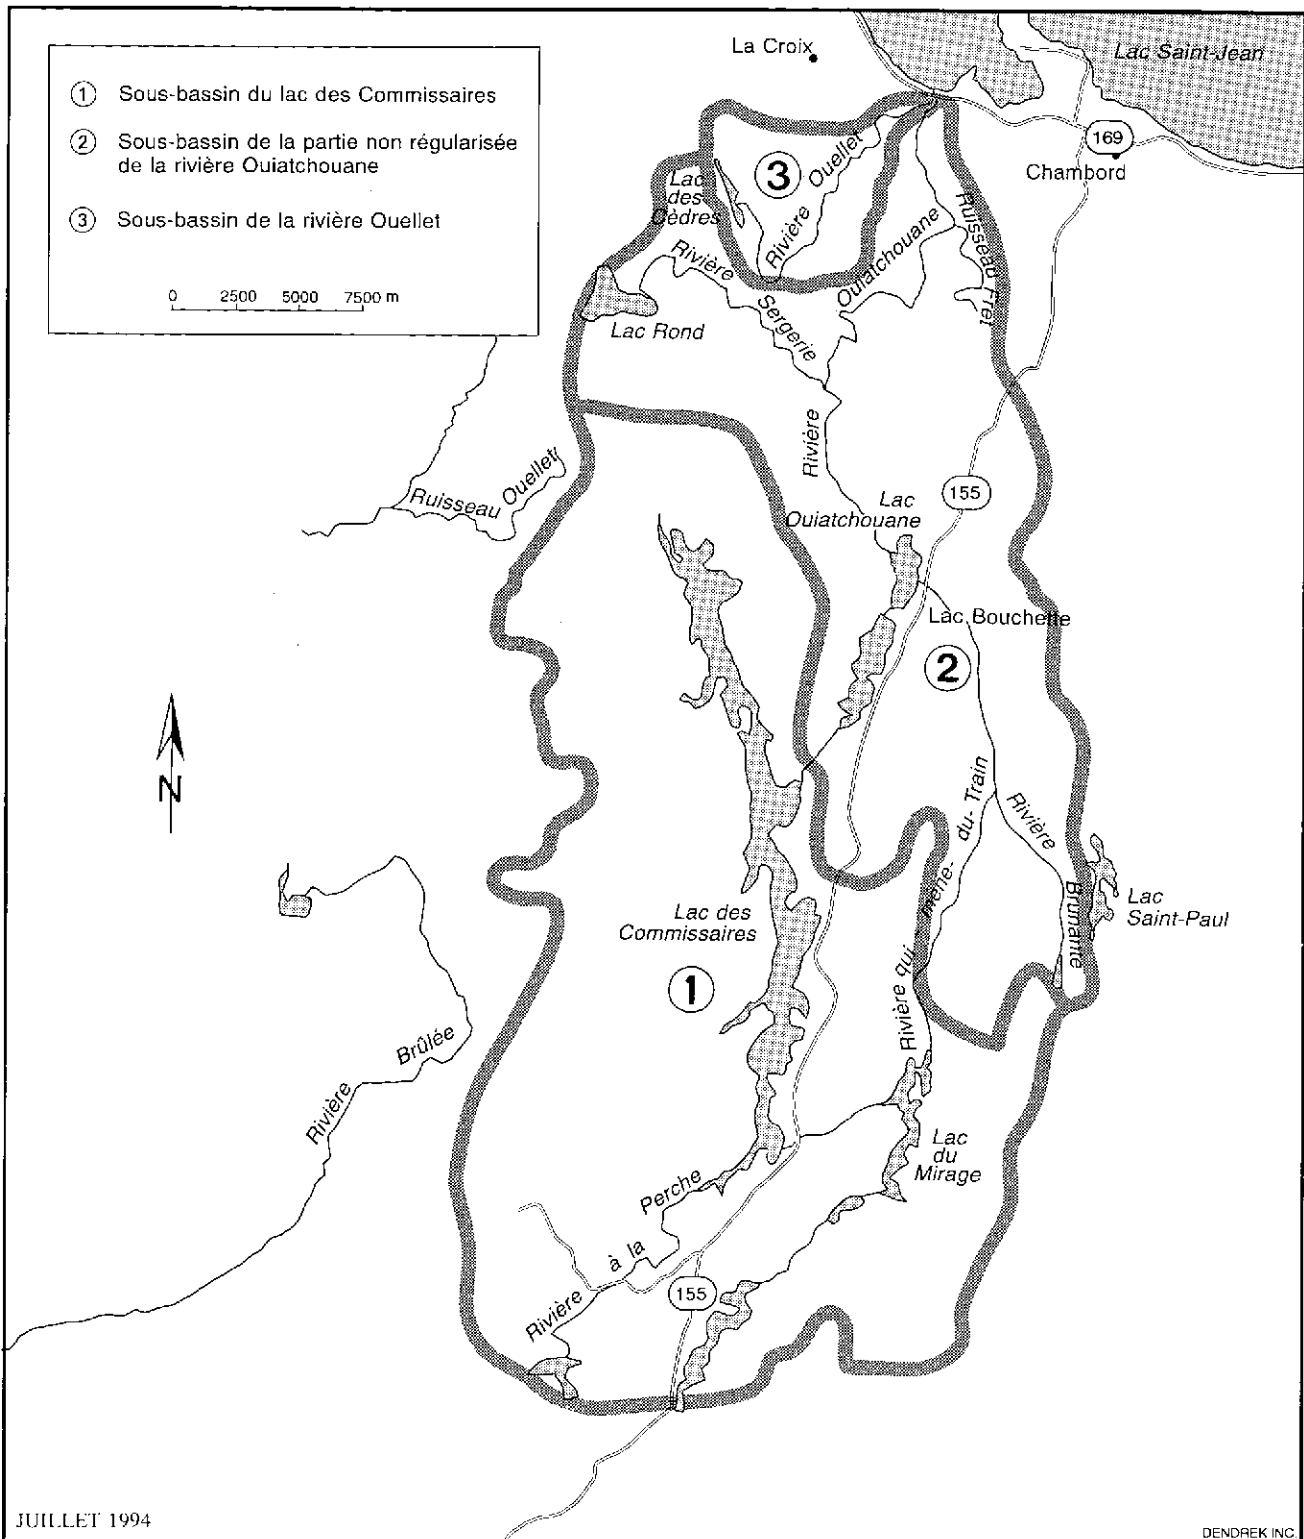 ① Sous-bassin du lac des Commissaires
② Sous-bassin de la partie non régularisée
de la rivière Ouiatchouane
③ Sous-bassin de la rivière Ouellet
0 2500 5000 7500 m
La Croix
Lac Saint-Jean
169
Chambord
3
Rivière Ouellet
Lac
des
Cèdres
Rivière Sergerie
Ouiatchouane
Ruisseau Fret
Lac Rond
Rivière
Ruisseau Ouellet
Lac
Ouiatchouane
155
Lac Bouchette
2
N
Rivière qui mène-du-Train
Rivière Brunante
Lac
Saint-Paul
Lac des
Commissaires
1
Rivière Brûlée
Lac
du
Mirage
Rivière à la Perche
155
JUILLET 1994
DENDREK INC.